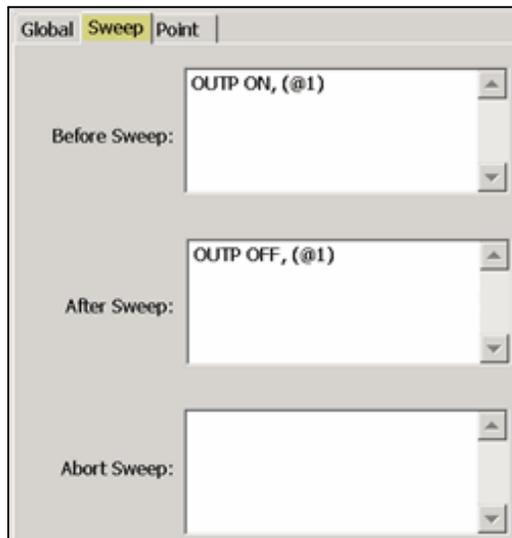 Global Sweep Point
Before Sweep:
OUTP ON, (@1)
After Sweep:
OUTP OFF, (@1)
Abort Sweep: